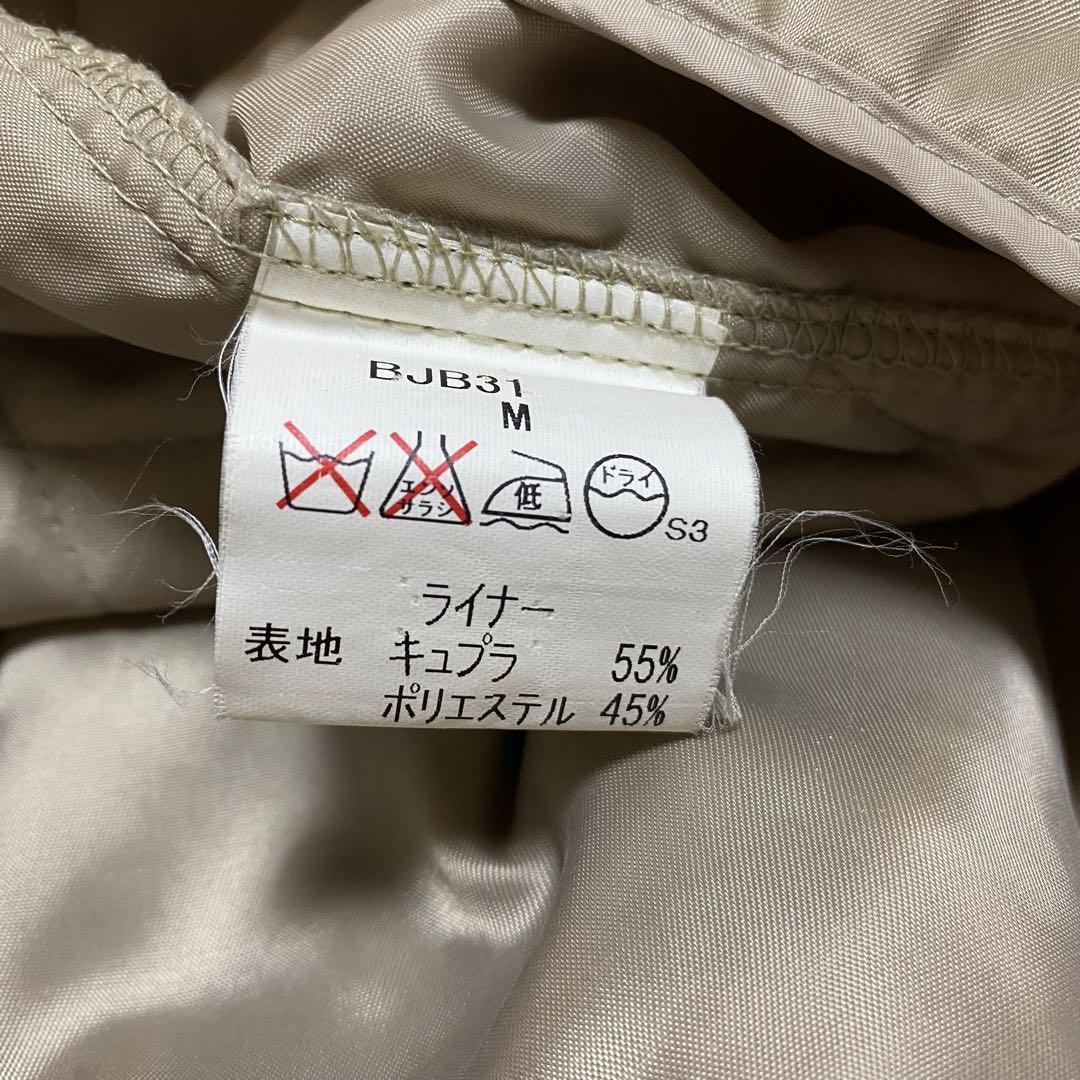 BJB31
M
エンソ サラシ 低 ドライ S3
ライナー
表地 キュプラ 55%
ポリエステル 45%